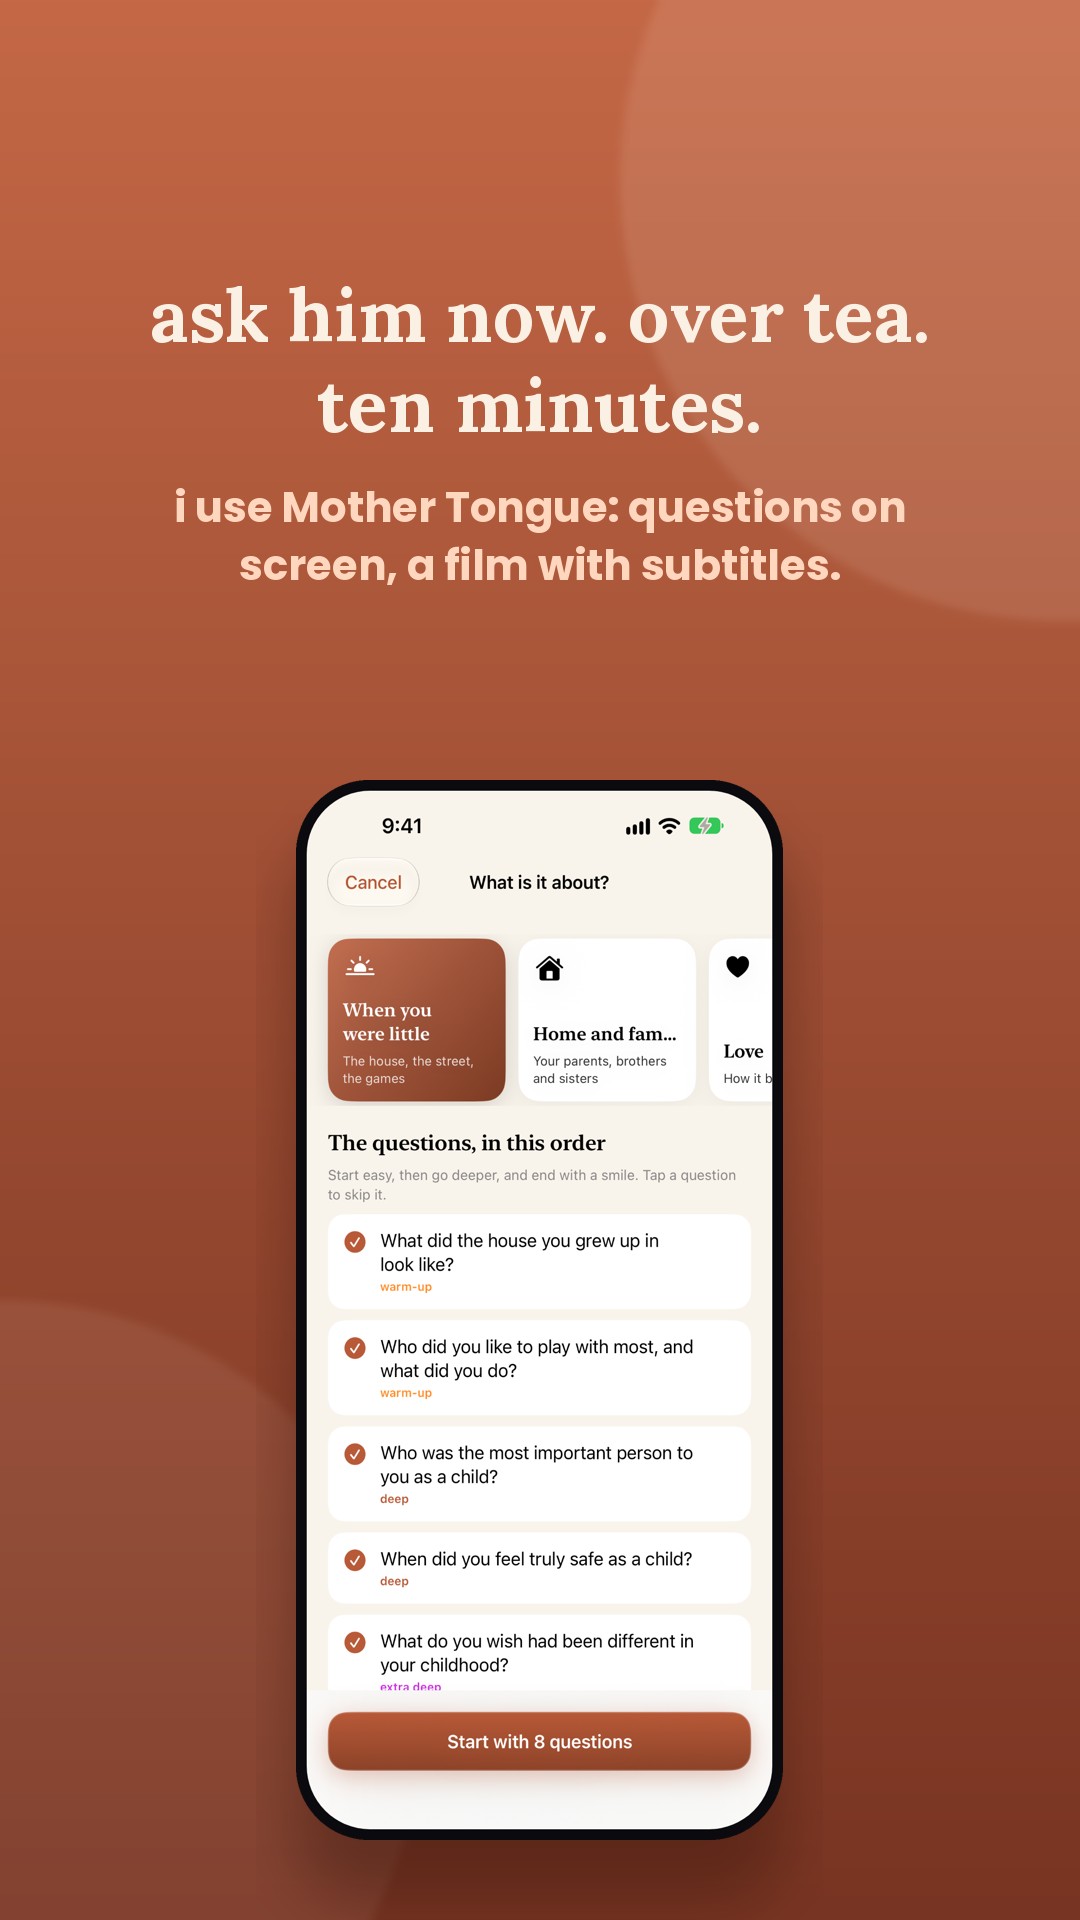 ask him now. over tea.
ten minutes.
i use Mother Tongue: questions on
screen, a film with subtitles.
9:41
Cancel
What is it about?
When you
were little
The house, the street,
the games
Home and fam...
Your parents, brothers
and sisters
Love
How it b
The questions, in this order
Start easy, then go deeper, and end with a smile. Tap a question
to skip it.
What did the house you grew up in
look like?
warm-up
Who did you like to play with most, and
what did you do?
warm-up
Who was the most important person to
you as a child?
deep
When did you feel truly safe as a child?
deep
What do you wish had been different in
your childhood?
extra deep
Start with 8 questions